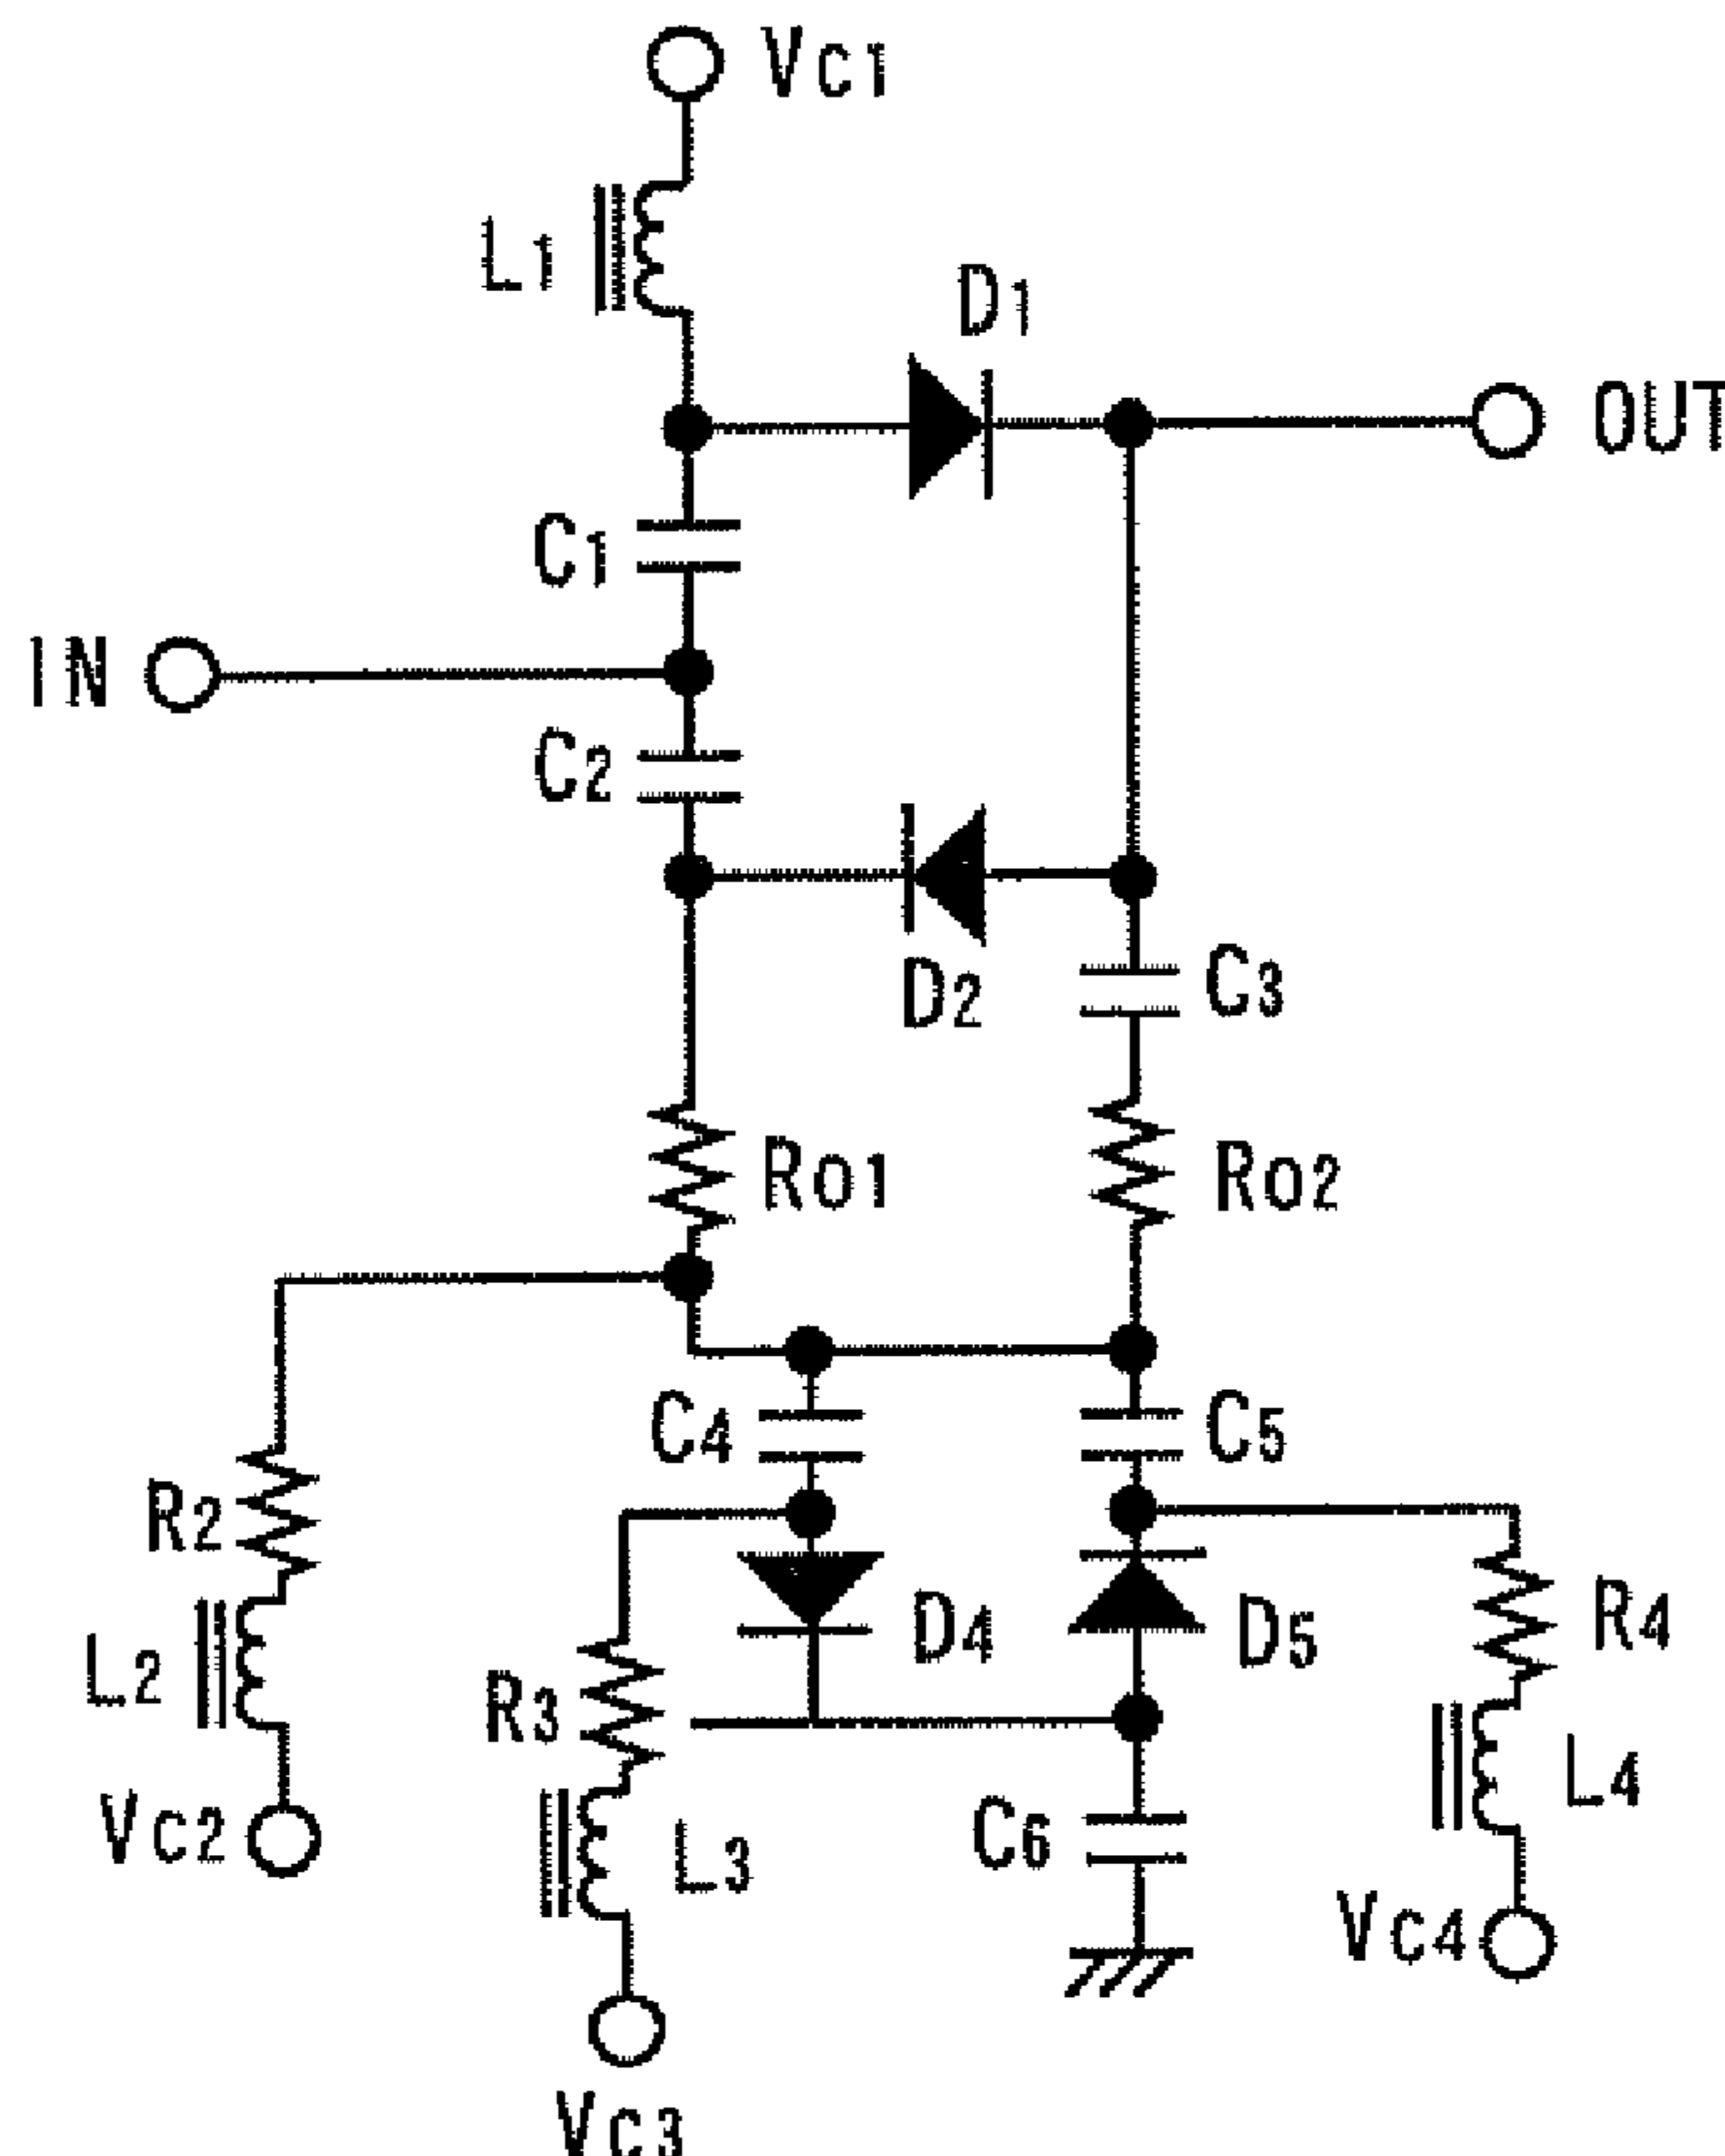 Vc1
L1
D1
OUT
C1
IN
C2
D2
C3
Ro1
Ro2
C4
C5
R2
D4
D5
R4
L2
R3
L4
Vc2
C6
L3
Vc4
Vc3